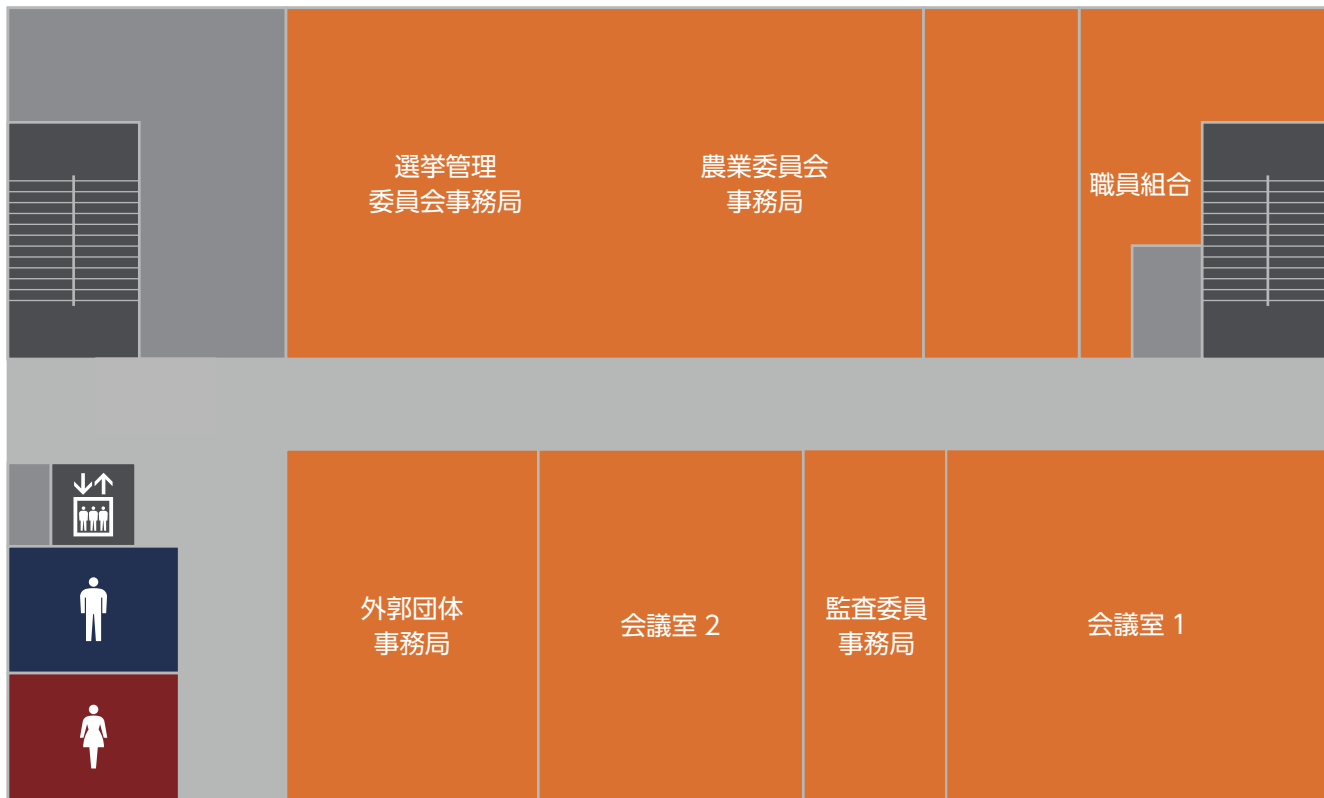 選挙管理
委員会事務局
農業委員会
事務局
職員組合
外郭団体
事務局
会議室 2
監査委員
事務局
会議室 1